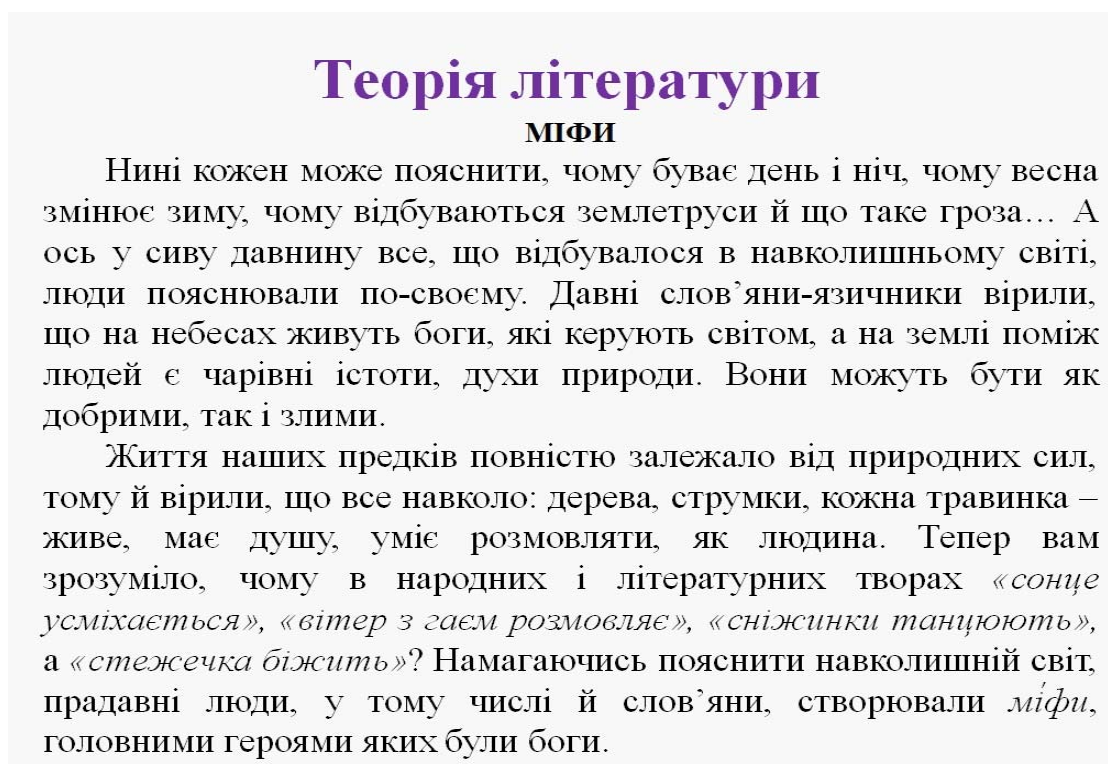 Теорія літератури
МІФИ
Нині кожен може пояснити, чому буває день і ніч, чому весна
змінює зиму, чому відбуваються землетруси й що таке гроза… А
ось у сиву давнину все, що відбувалося в навколишньому світі,
люди пояснювали по-своєму. Давні слов’яни-язичники вірили,
що на небесах живуть боги, які керують світом, а на землі поміж
людей є чарівні істоти, духи природи. Вони можуть бути як
добрими, так і злими.
Життя наших предків повністю залежало від природних сил,
тому й вірили, що все навколо: дерева, струмки, кожна травинка –
живе, має душу, уміє розмовляти, як людина. Тепер вам
зрозуміло, чому в народних і літературних творах «сонце
усміхається», «вітер з гаєм розмовляє», «сніжинки танцюють»,
а «стежечка біжить»? Намагаючись пояснити навколишній світ,
прадавні люди, у тому числі й слов’яни, створювали мі́фи,
головними героями яких були боги.